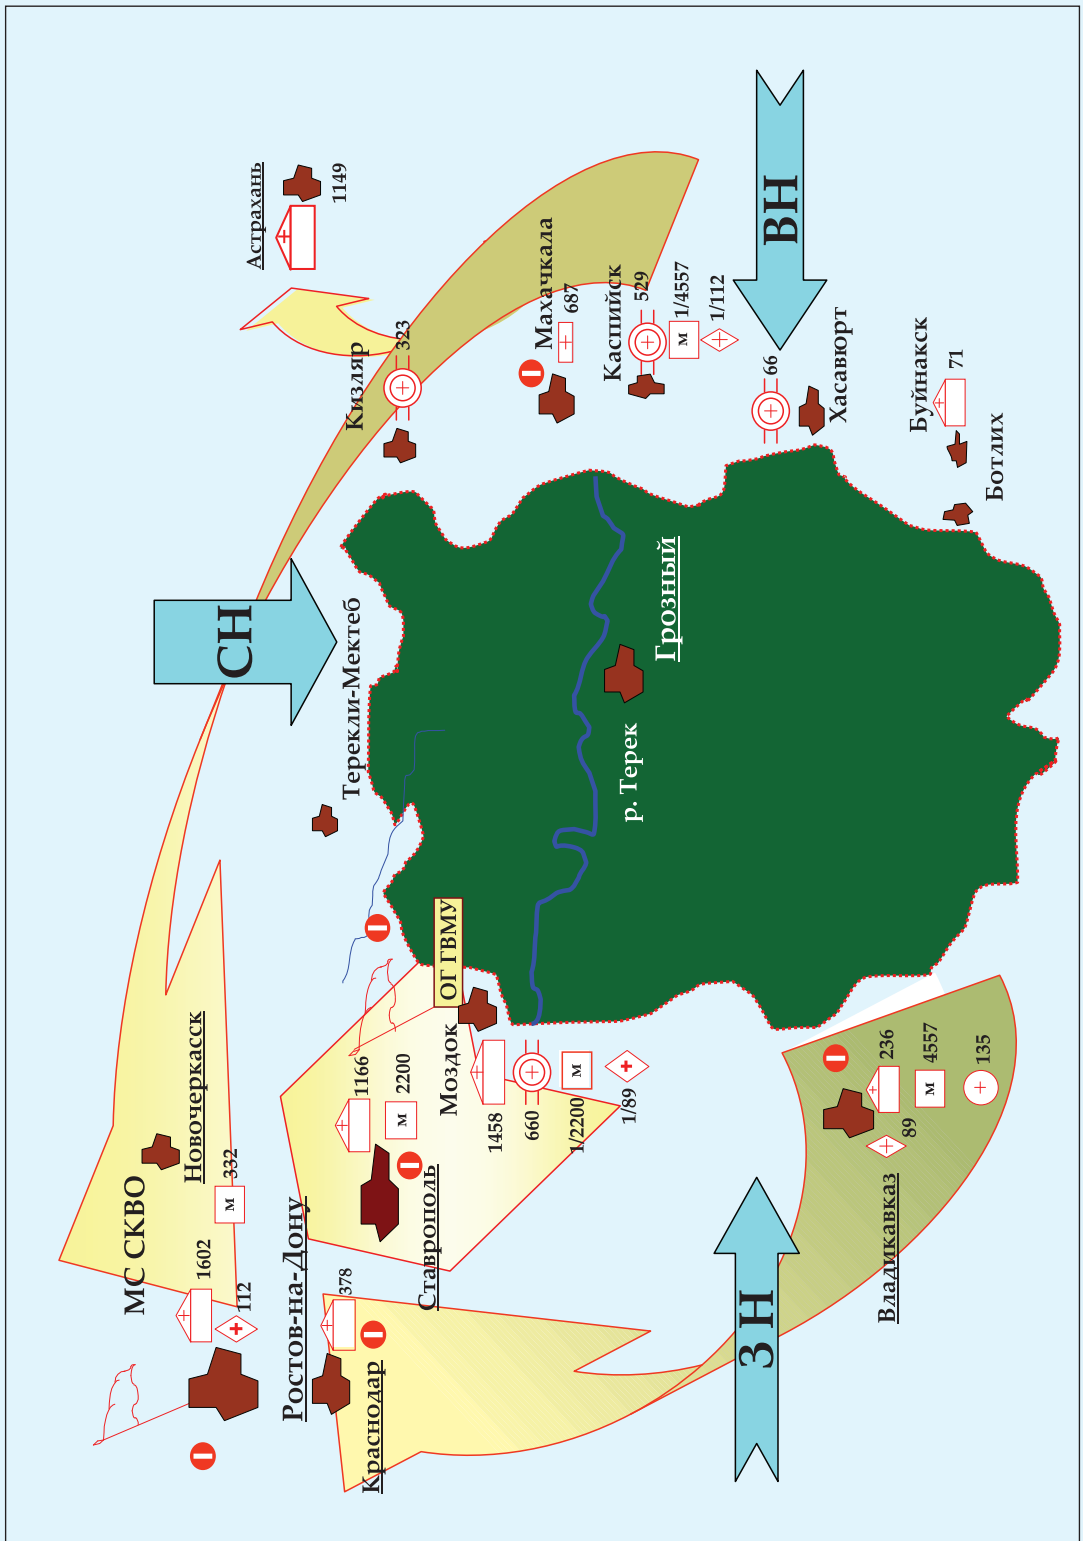 МС СКВО
1602
112
Новочеркасск
м
332
Ростов-на-Дону
378
Краснодар
1166
м
2200
Ставрополь
ОГ ГВМУ
Моздок
1458
660
м
1/2200
1/89
СН
Терекли-Мектеб
Астрахань
1149
Кизляр
323
Махачкала
687
Каспийск
529
м
1/4557
1/112
ВН
66
Хасавюрт
Буйнакск
71
Ботлих
Грозный
р. Терек
З Н
236
м
4557
135
89
Владикавказ